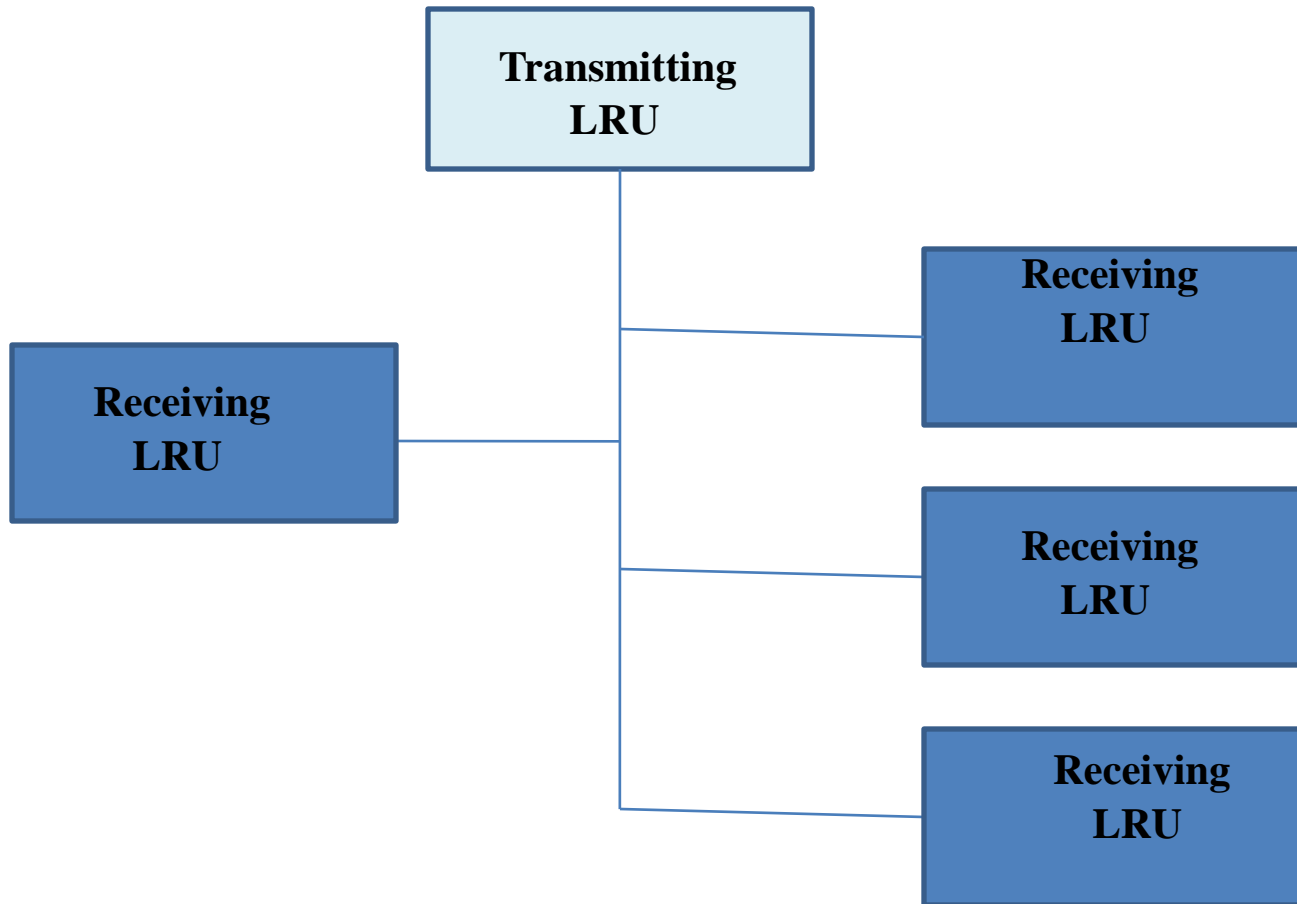 Transmitting
LRU
Receiving
LRU
Receiving
LRU
Receiving
LRU
Receiving
LRU